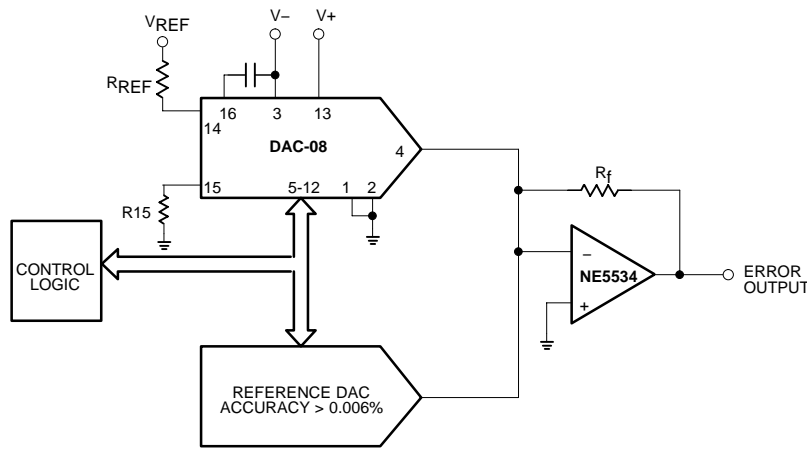 VREF
V–
V+
RREF
16
3
13
14
DAC-08
4
15
5-12
1
2
Rf
R15
CONTROL
LOGIC
–
NE5534
+
ERROR
OUTPUT
REFERENCE DAC
ACCURACY > 0.006%